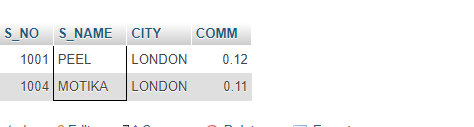 S_NO S_NAME CITY COMM
1001 PEEL LONDON 0.12
1004 MOTIKA LONDON 0.11